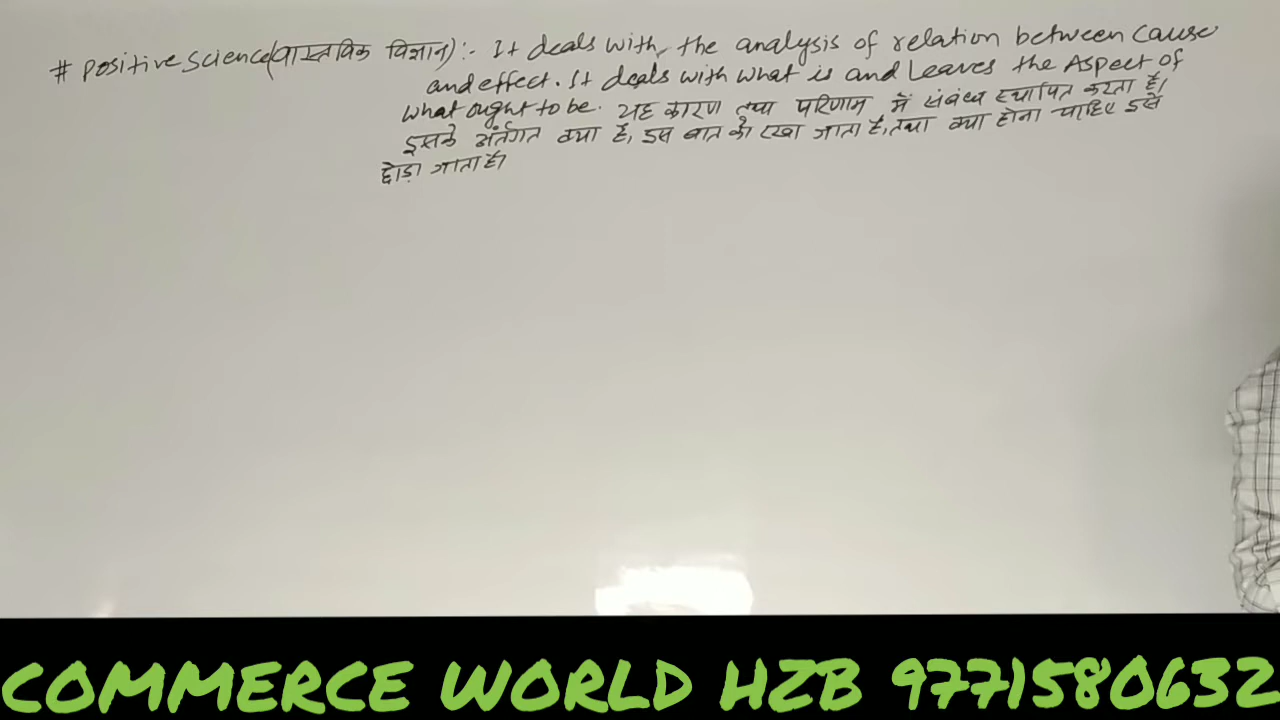 # positive science(वास्तविक विज्ञान):- It deals with the analysis of relation between cause
and effect. It deals with what is and Leaves the Aspect of
what ought to be. यह कारण तथा परिणाम में संबंध स्थापित करता है।
इसके अंर्तगत क्या है, इस बात को रखा जाता है, तथा क्या होना चाहिए इसे
छोड़ा जाता है।
COMMERCE WORLD HZB 9771580632